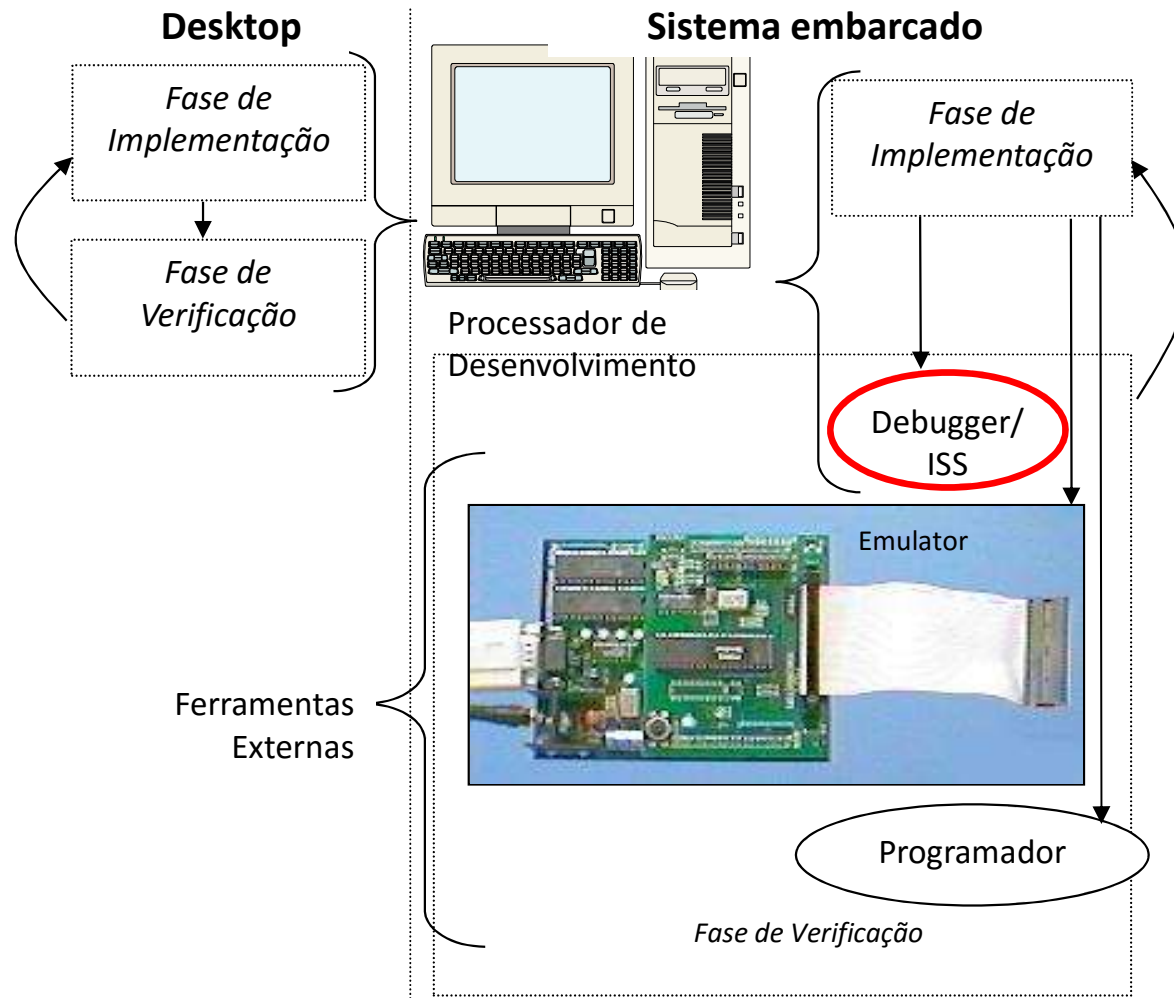 Desktop
Sistema embarcado
Fase de
Implementação
Fase de
Verificação
Fase de
Implementação
Processador de
Desenvolvimento
Debugger/
ISS
Emulator
Ferramentas
Externas
Programador
Fase de Verificação